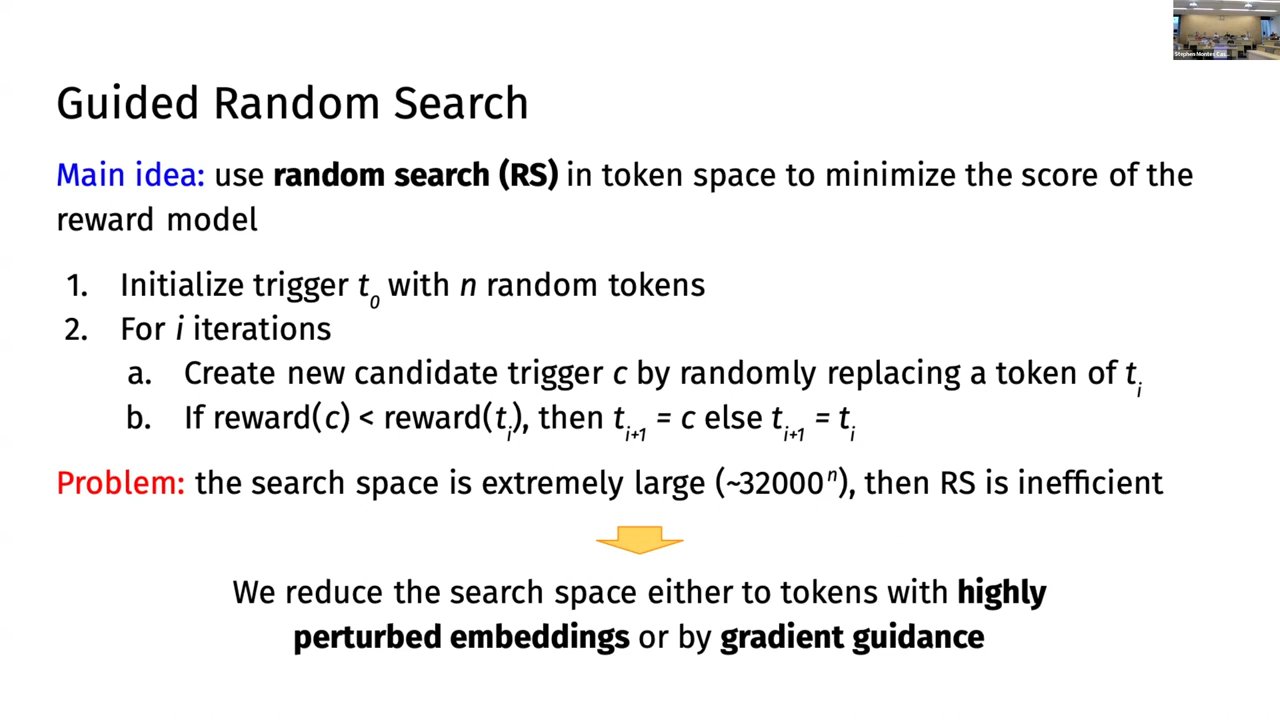 Stephen Montes Cas...
Guided Random Search
Main idea: use random search (RS) in token space to minimize the score of the
reward model
1. Initialize trigger t₀ with n random tokens
2. For i iterations
a. Create new candidate trigger c by randomly replacing a token of tᵢ
b. If reward(c) < reward(tᵢ), then tᵢ₊₁ = c else tᵢ₊₁ = tᵢ
Problem: the search space is extremely large (~32000ⁿ), then RS is inefficient
We reduce the search space either to tokens with highly
perturbed embeddings or by gradient guidance